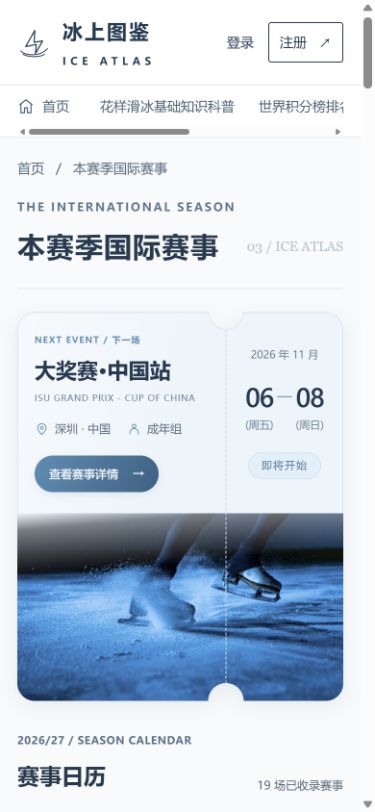 冰上图鉴
ICE ATLAS
登录
注册 ↗
首页
花样滑冰基础知识科普
世界积分榜排
首页 / 本赛季国际赛事
THE INTERNATIONAL SEASON
本赛季国际赛事
03 / ICE ATLAS
NEXT EVENT / 下一场
大奖赛·中国站
ISU GRAND PRIX · CUP OF CHINA
深圳 · 中国
成年组
查看赛事详情 →
2026 年 11 月
06 — 08
(周五) (周日)
即将开始
2026/27 / SEASON CALENDAR
赛事日历
19 场已收录赛事